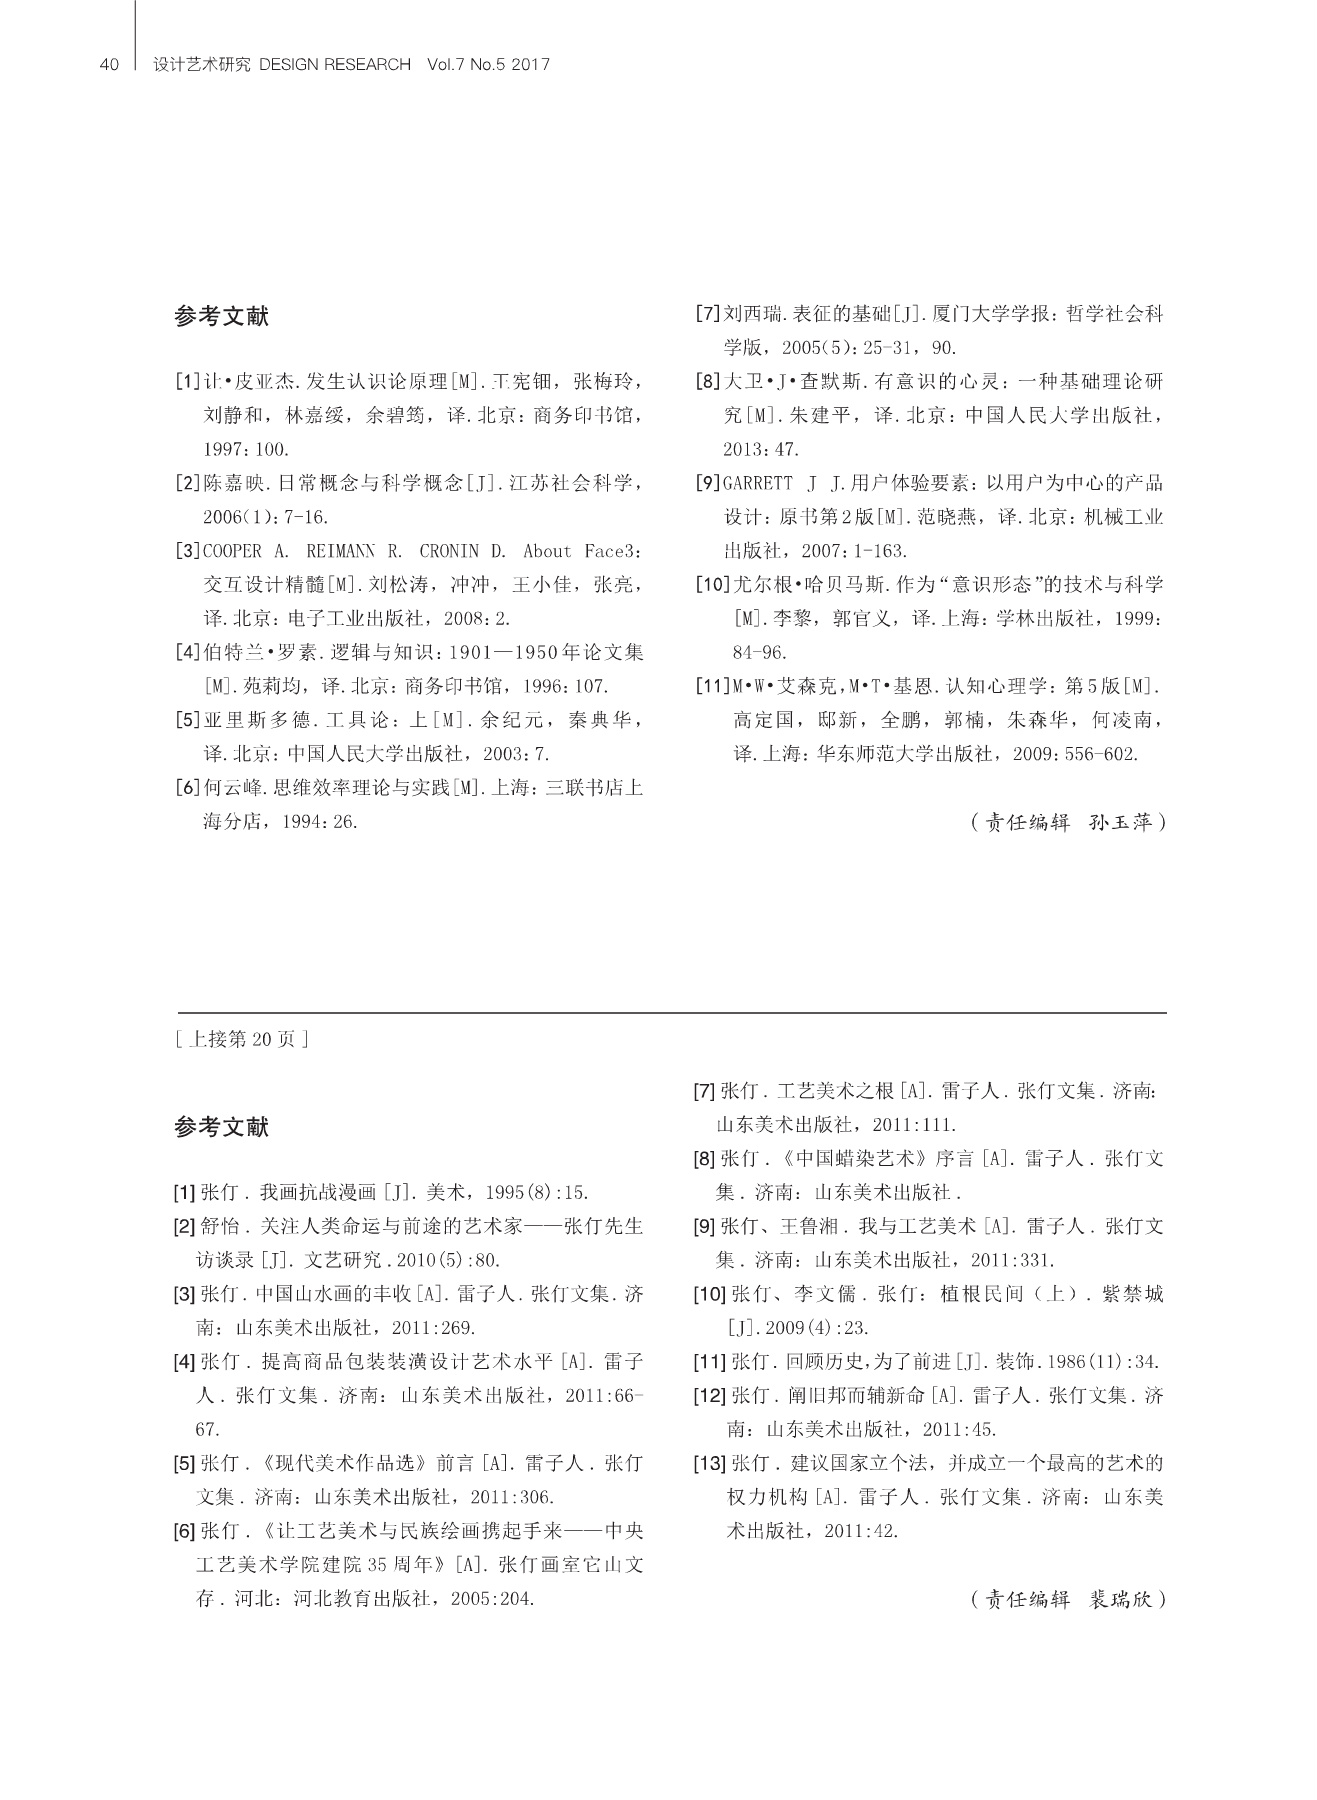 40 设计艺术研究 DESIGN RESEARCH Vol.7 No.5 2017
参考文献
[1]让•皮亚杰.发生认识论原理[M].王宪钿，张梅玲，
刘静和，林嘉绥，余碧筠，译.北京：商务印书馆，
1997：100.
[2]陈嘉映.日常概念与科学概念[J].江苏社会科学，
2006(1)：7-16.
[3]COOPER A. REIMANN R. CRONIN D. About Face3：
交互设计精髓[M].刘松涛，冲冲，王小佳，张亮，
译.北京：电子工业出版社，2008：2.
[4]伯特兰•罗素.逻辑与知识：1901—1950年论文集
[M].苑莉均，译.北京：商务印书馆，1996：107.
[5]亚里斯多德.工具论：上[M].余纪元，秦典华，
译.北京：中国人民大学出版社，2003：7.
[6]何云峰.思维效率理论与实践[M].上海：三联书店上
海分店，1994：26.
[7]刘西瑞.表征的基础[J].厦门大学学报：哲学社会科
学版，2005(5)：25-31，90.
[8]大卫•J•查默斯.有意识的心灵：一种基础理论研
究[M].朱建平，译.北京：中国人民大学出版社，
2013：47.
[9]GARRETT J J.用户体验要素：以用户为中心的产品
设计：原书第2版[M].范晓燕，译.北京：机械工业
出版社，2007：1-163.
[10]尤尔根•哈贝马斯.作为“意识形态”的技术与科学
[M].李黎，郭官义，译.上海：学林出版社，1999：
84-96.
[11]M•W•艾森克,M•T•基恩.认知心理学：第5版[M].
高定国，邸新，全鹏，郭楠，朱森华，何凌南，
译.上海：华东师范大学出版社，2009：556-602.
（责任编辑 孙玉萍）
[ 上接第 20 页 ]
参考文献
[1] 张仃 . 我画抗战漫画 [J]. 美术，1995(8):15.
[2] 舒怡 . 关注人类命运与前途的艺术家——张仃先生
访谈录 [J]. 文艺研究 .2010(5):80.
[3] 张仃 . 中国山水画的丰收 [A]. 雷子人 . 张仃文集 . 济
南：山东美术出版社，2011:269.
[4] 张仃 . 提高商品包装装潢设计艺术水平 [A]. 雷子
人 . 张仃文集 . 济南：山东美术出版社，2011:66-
67.
[5] 张仃 .《现代美术作品选》前言 [A]. 雷子人 . 张仃
文集 . 济南：山东美术出版社，2011:306.
[6] 张仃 .《让工艺美术与民族绘画携起手来——中央
工艺美术学院建院 35 周年》[A]. 张仃画室它山文
存 . 河北：河北教育出版社，2005:204.
[7] 张仃 . 工艺美术之根 [A]. 雷子人 . 张仃文集 . 济南：
山东美术出版社，2011:111.
[8] 张仃 .《中国蜡染艺术》序言 [A]. 雷子人 . 张仃文
集 . 济南：山东美术出版社 .
[9] 张仃、王鲁湘 . 我与工艺美术 [A]. 雷子人 . 张仃文
集 . 济南：山东美术出版社，2011:331.
[10] 张仃、李文儒 . 张仃：植根民间（上）. 紫禁城
[J].2009(4):23.
[11] 张仃 . 回顾历史,为了前进 [J]. 装饰 .1986(11):34.
[12] 张仃 . 阐旧邦而辅新命 [A]. 雷子人 . 张仃文集 . 济
南：山东美术出版社，2011:45.
[13] 张仃 . 建议国家立个法，并成立一个最高的艺术的
权力机构 [A]. 雷子人 . 张仃文集 . 济南：山东美
术出版社，2011:42.
（责任编辑 裴瑞欣）